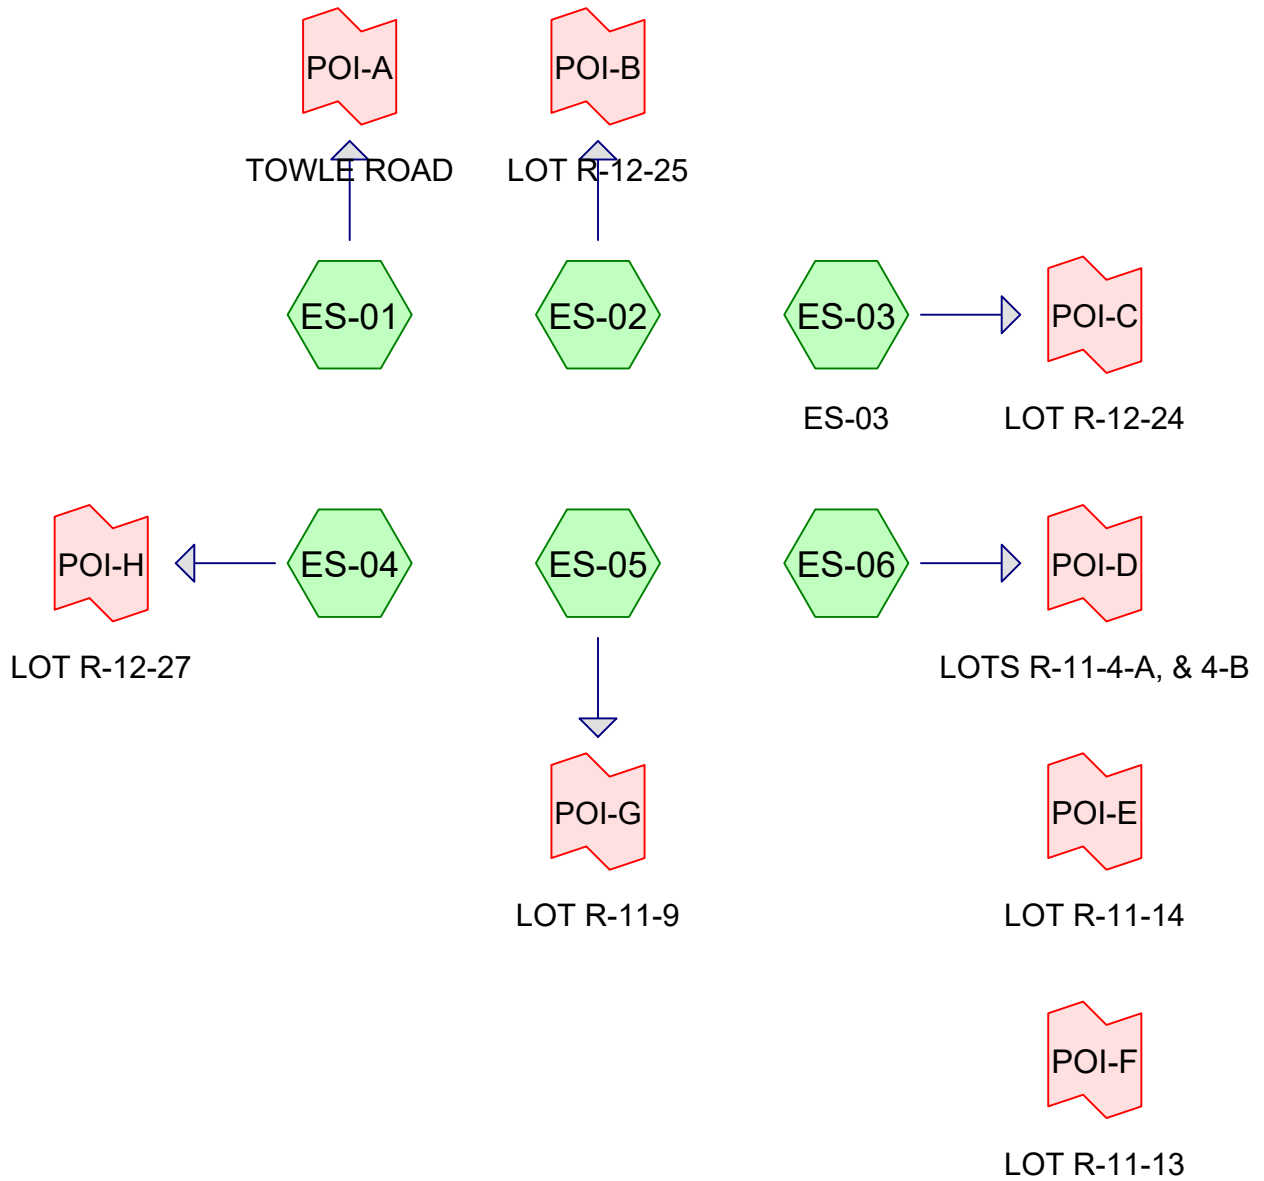 POI-A
POI-B
TOWLE ROAD
LOT R-12-25
ES-01
ES-02
ES-03
POI-C
ES-03
LOT R-12-24
POI-H
ES-04
ES-05
ES-06
POI-D
LOT R-12-27
LOTS R-11-4-A, & 4-B
POI-G
POI-E
LOT R-11-9
LOT R-11-14
POI-F
LOT R-11-13